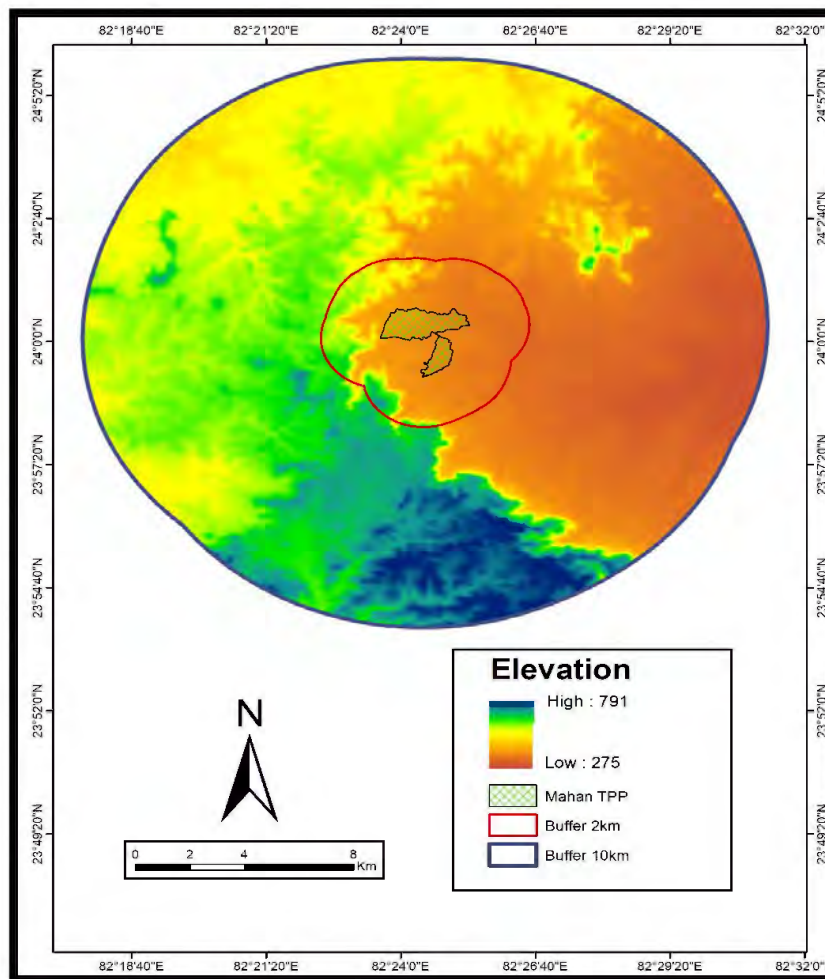 82°18'40"E 82°21'20"E 82°24'0"E 82°26'40"E 82°29'20"E 82°32'0"E
24°5'20"N 24°5'20"N
24°2'40"N 24°2'40"N
24°0'0"N 24°0'0"N
23°57'20"N 23°57'20"N
23°54'40"N 23°54'40"N
23°52'0"N 23°52'0"N
23°49'20"N 23°49'20"N
Elevation
High : 791
Low : 275
Mahan TPP
Buffer 2km
Buffer 10km
N
0 2 4 8
Km
82°18'40"E 82°21'20"E 82°24'0"E 82°26'40"E 82°29'20"E 82°32'0"E